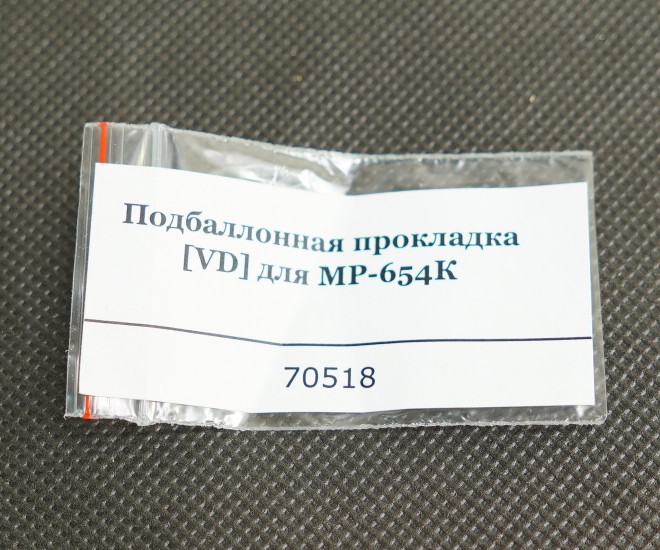 Подбаллонная прокладка
[VD] для МР-654К
70518